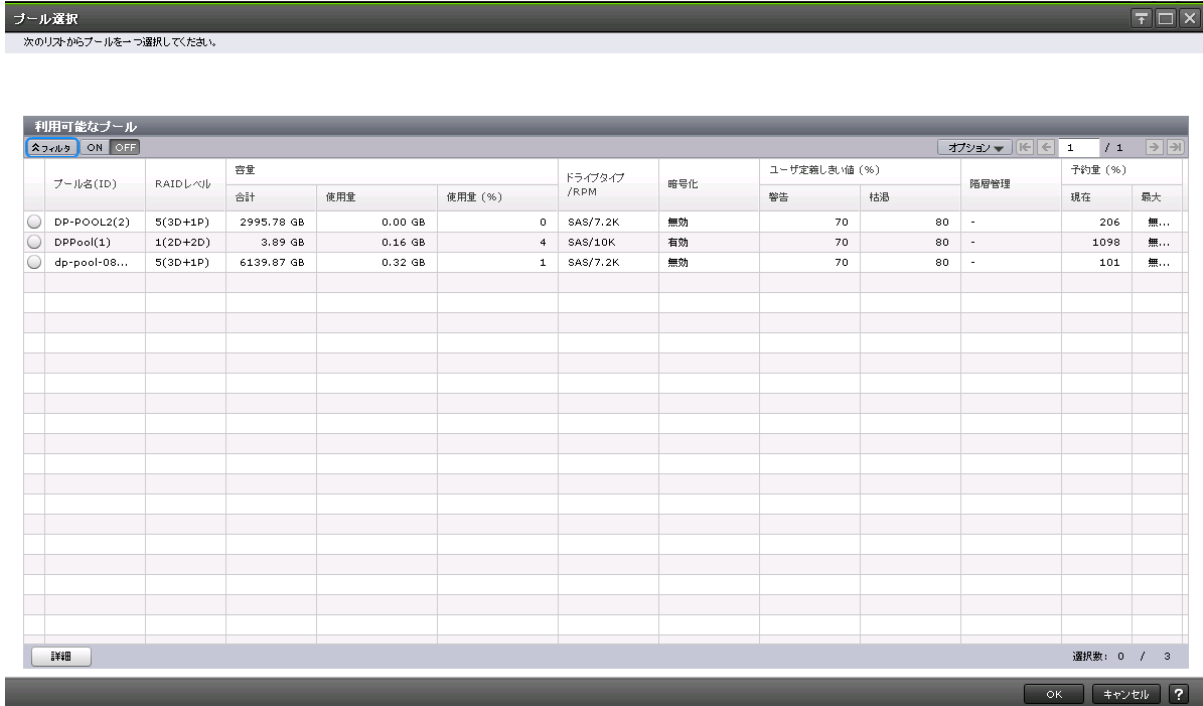 プール選択
次のリストからプールを一つ選択してください。
利用可能なプール
フィルタ ON OFF オプション 1 / 1
プール名(ID) RAIDレベル 容量 ドライブタイプ/RPM 暗号化 ユーザ定義しきい値 (%) 階層管理 予約量 (%)
合計 使用量 使用量 (%) 警告 枯渇 現在 最大
DP-POOL2(2) 5(3D+1P) 2995.78 GB 0.00 GB 0 SAS/7.2K 無効 70 80 - 206 無...
DPPool(1) 1(2D+2D) 3.89 GB 0.16 GB 4 SAS/10K 有効 70 80 - 1098 無...
dp-pool-08... 5(3D+1P) 6139.87 GB 0.32 GB 1 SAS/7.2K 無効 70 80 - 101 無...
詳細 選択数: 0 / 3
OK キャンセル ?